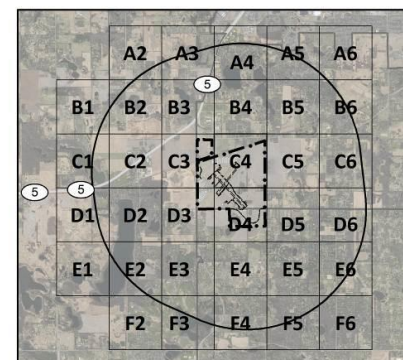 A2 A3 A4 A5 A6
5
B1 B2 B3 B4 B5 B6
C1 C2 C3 C4 C5 C6
5 5
D1 D2 D3 D4 D5 D6
E1 E2 E3 E4 E5 E6
F2 F3 F4 F5 F6